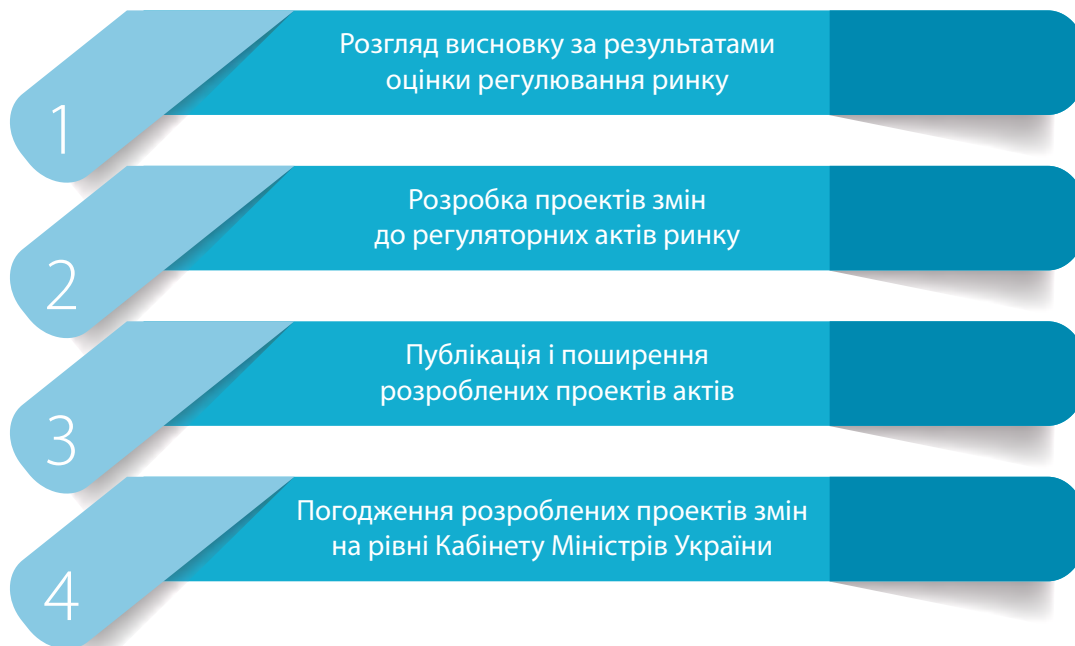 1
Розгляд висновку за результатами
оцінки регулювання ринку
2
Розробка проектів змін
до регуляторних актів ринку
3
Публікація і поширення
розроблених проектів актів
4
Погодження розроблених проектів змін
на рівні Кабінету Міністрів України